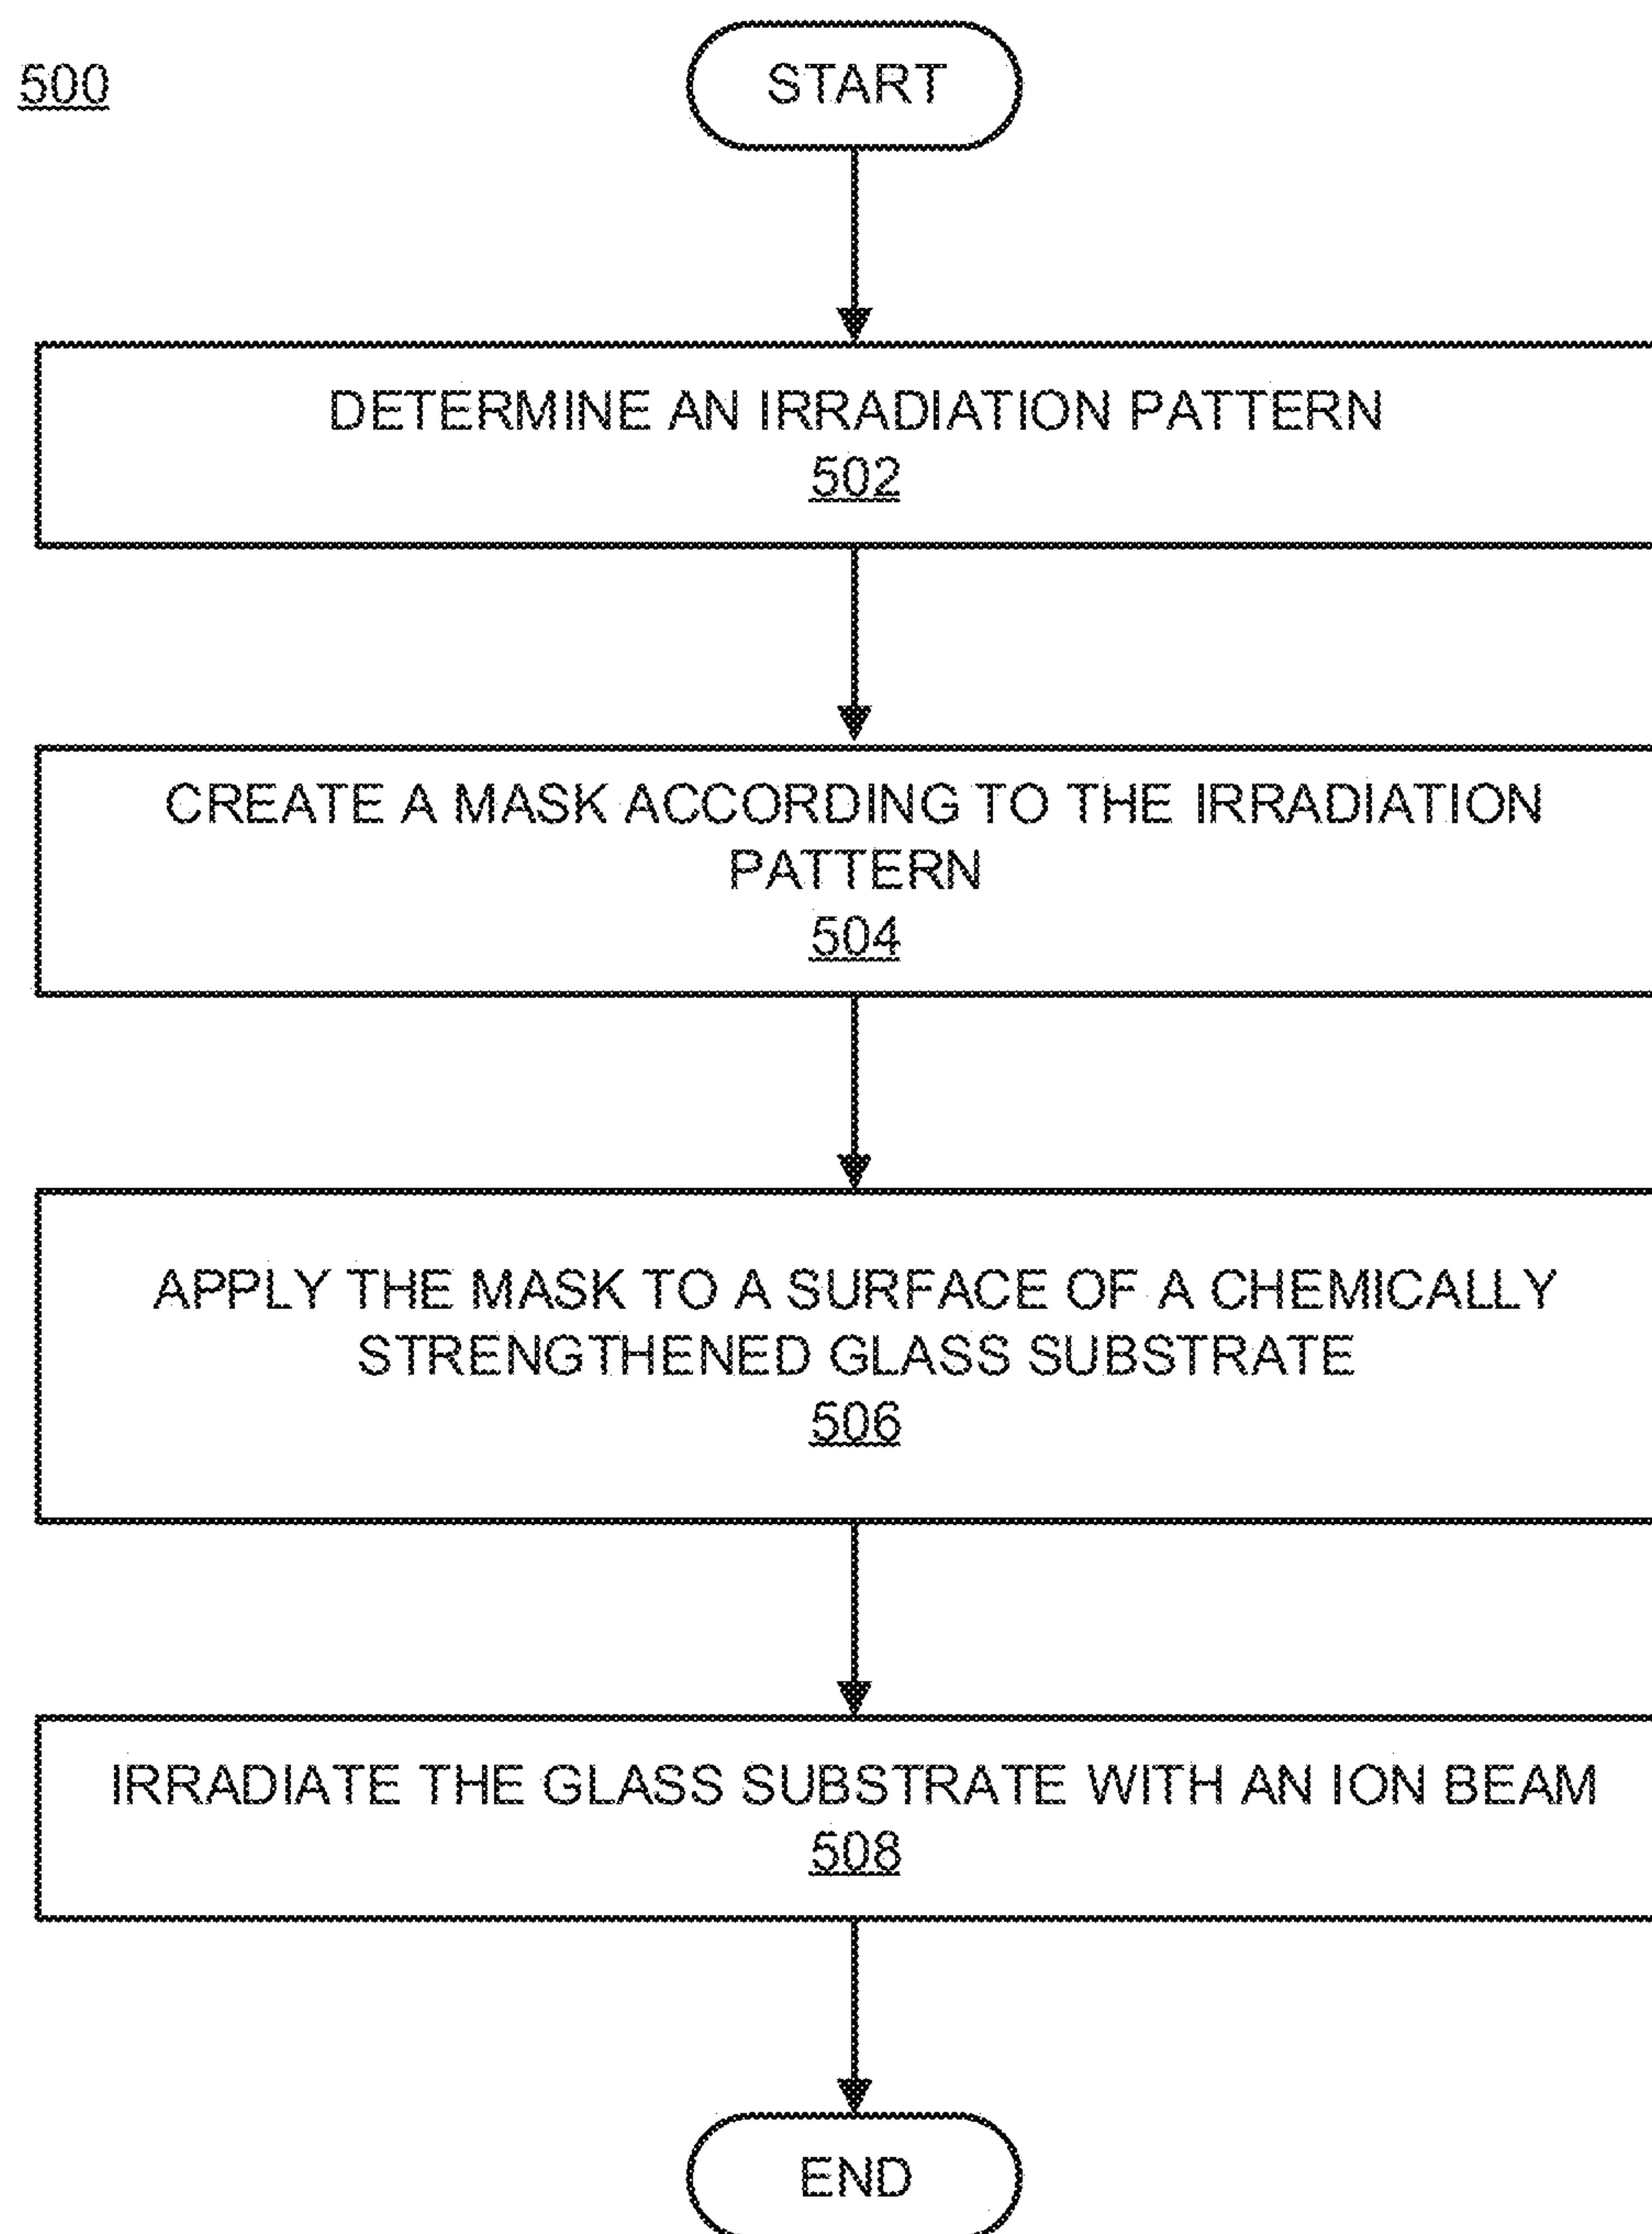 500
START
DETERMINE AN IRRADIATION PATTERN
502
CREATE A MASK ACCORDING TO THE IRRADIATION
PATTERN
504
APPLY THE MASK TO A SURFACE OF A CHEMICALLY
STRENGTHENED GLASS SUBSTRATE
506
IRRADIATE THE GLASS SUBSTRATE WITH AN ION BEAM
508
END